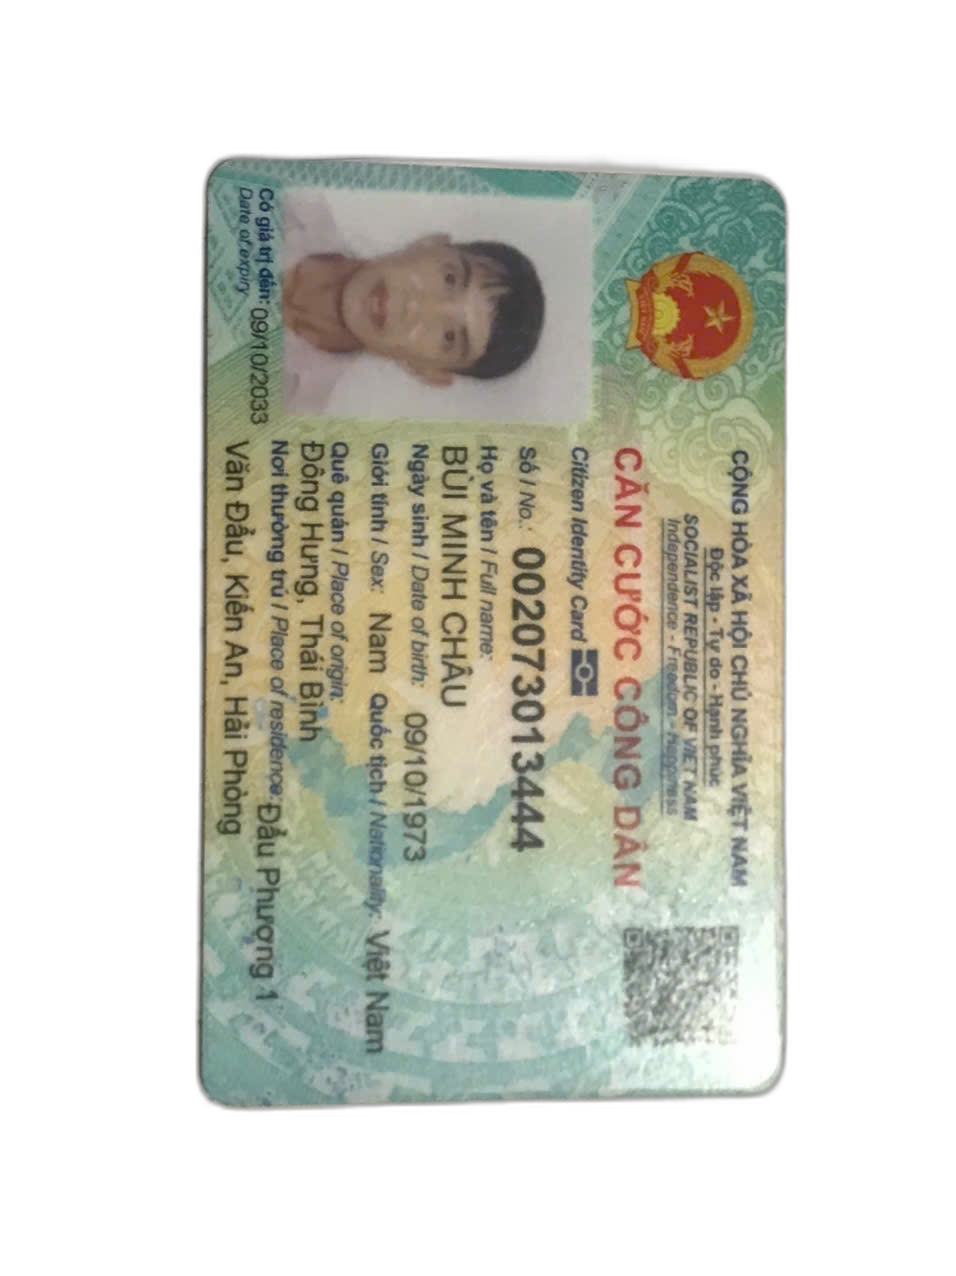 CỘNG HÒA XÃ HỘI CHỦ NGHĨA VIỆT NAM
Độc lập - Tự do - Hạnh phúc
SOCIALIST REPUBLIC OF VIET NAM
Independence - Freedom - Happiness
CĂN CƯỚC CÔNG DÂN
Citizen Identity Card
Số / No.: 002073013444
Họ và tên / Full name:
BÙI MINH CHÂU
Ngày sinh / Date of birth: 09/10/1973
Giới tính / Sex: Nam Quốc tịch / Nationality: Việt Nam
Quê quán / Place of origin:
Đông Hưng, Thái Bình
Nơi thường trú / Place of residence: Đẩu Phượng 1
Văn Đẩu, Kiến An, Hải Phòng
Có giá trị đến: 09/10/2033
Date of expiry